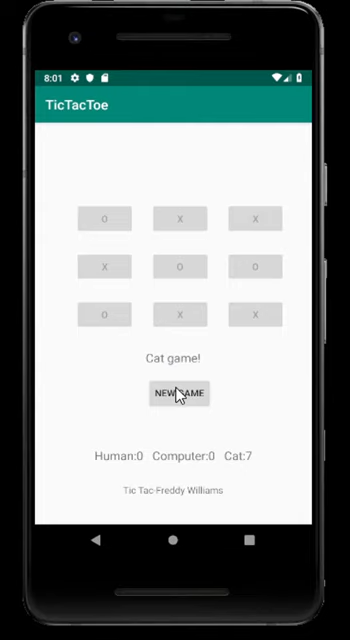 8:01
TicTacToe
O X X
X O O
O X X
Cat game!
NEW GAME
Human:0 Computer:0 Cat:7
Tic Tac-Freddy Williams